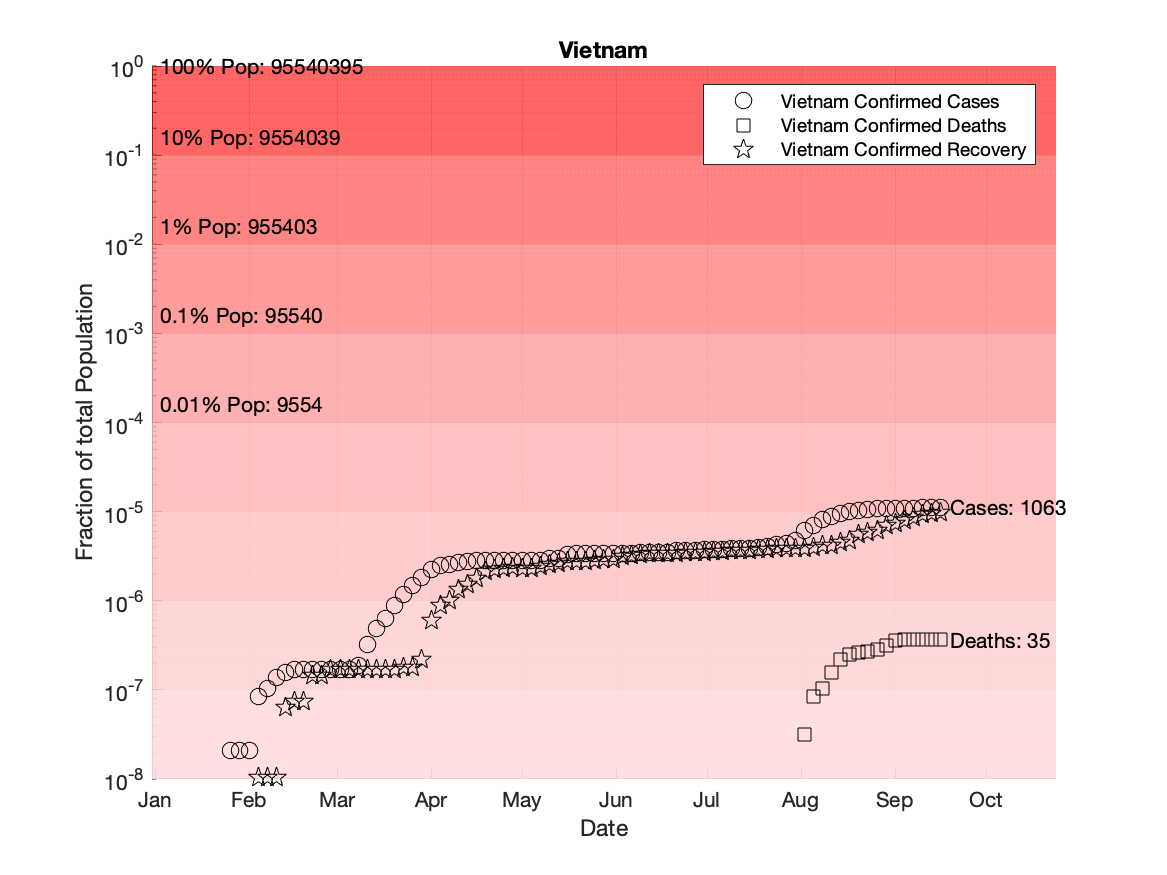 Vietnam
10^0
100% Pop: 95540395
Vietnam Confirmed Cases
Vietnam Confirmed Deaths
Vietnam Confirmed Recovery
10% Pop: 9554039
10^-1
1% Pop: 955403
10^-2
0.1% Pop: 95540
10^-3
0.01% Pop: 9554
10^-4
Fraction of total Population
10^-5
Cases: 1063
10^-6
Deaths: 35
10^-7
10^-8
Jan Feb Mar Apr May Jun Jul Aug Sep Oct
Date